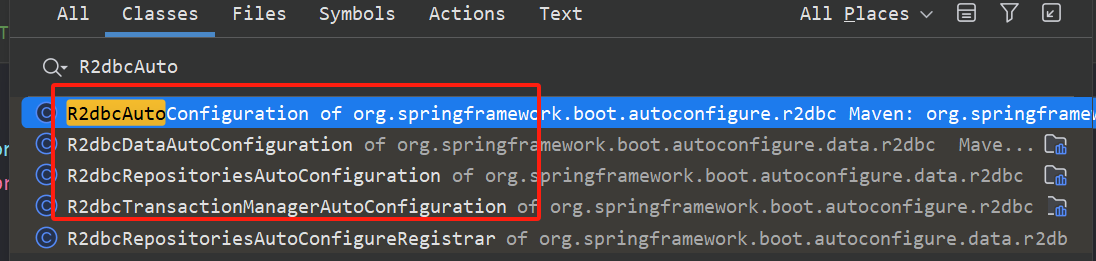 All Classes Files Symbols Actions Text All Places
R2dbcAuto
R2dbcAutoConfiguration of org.springframework.boot.autoconfigure.r2dbc Maven: org.springframew
R2dbcDataAutoConfiguration of org.springframework.boot.autoconfigure.data.r2dbc Mave...
R2dbcRepositoriesAutoConfiguration of org.springframework.boot.autoconfigure.data.r2dbc
R2dbcTransactionManagerAutoConfiguration of org.springframework.boot.autoconfigure.r2dbc
R2dbcRepositoriesAutoConfigureRegistrar of org.springframework.boot.autoconfigure.data.r2db